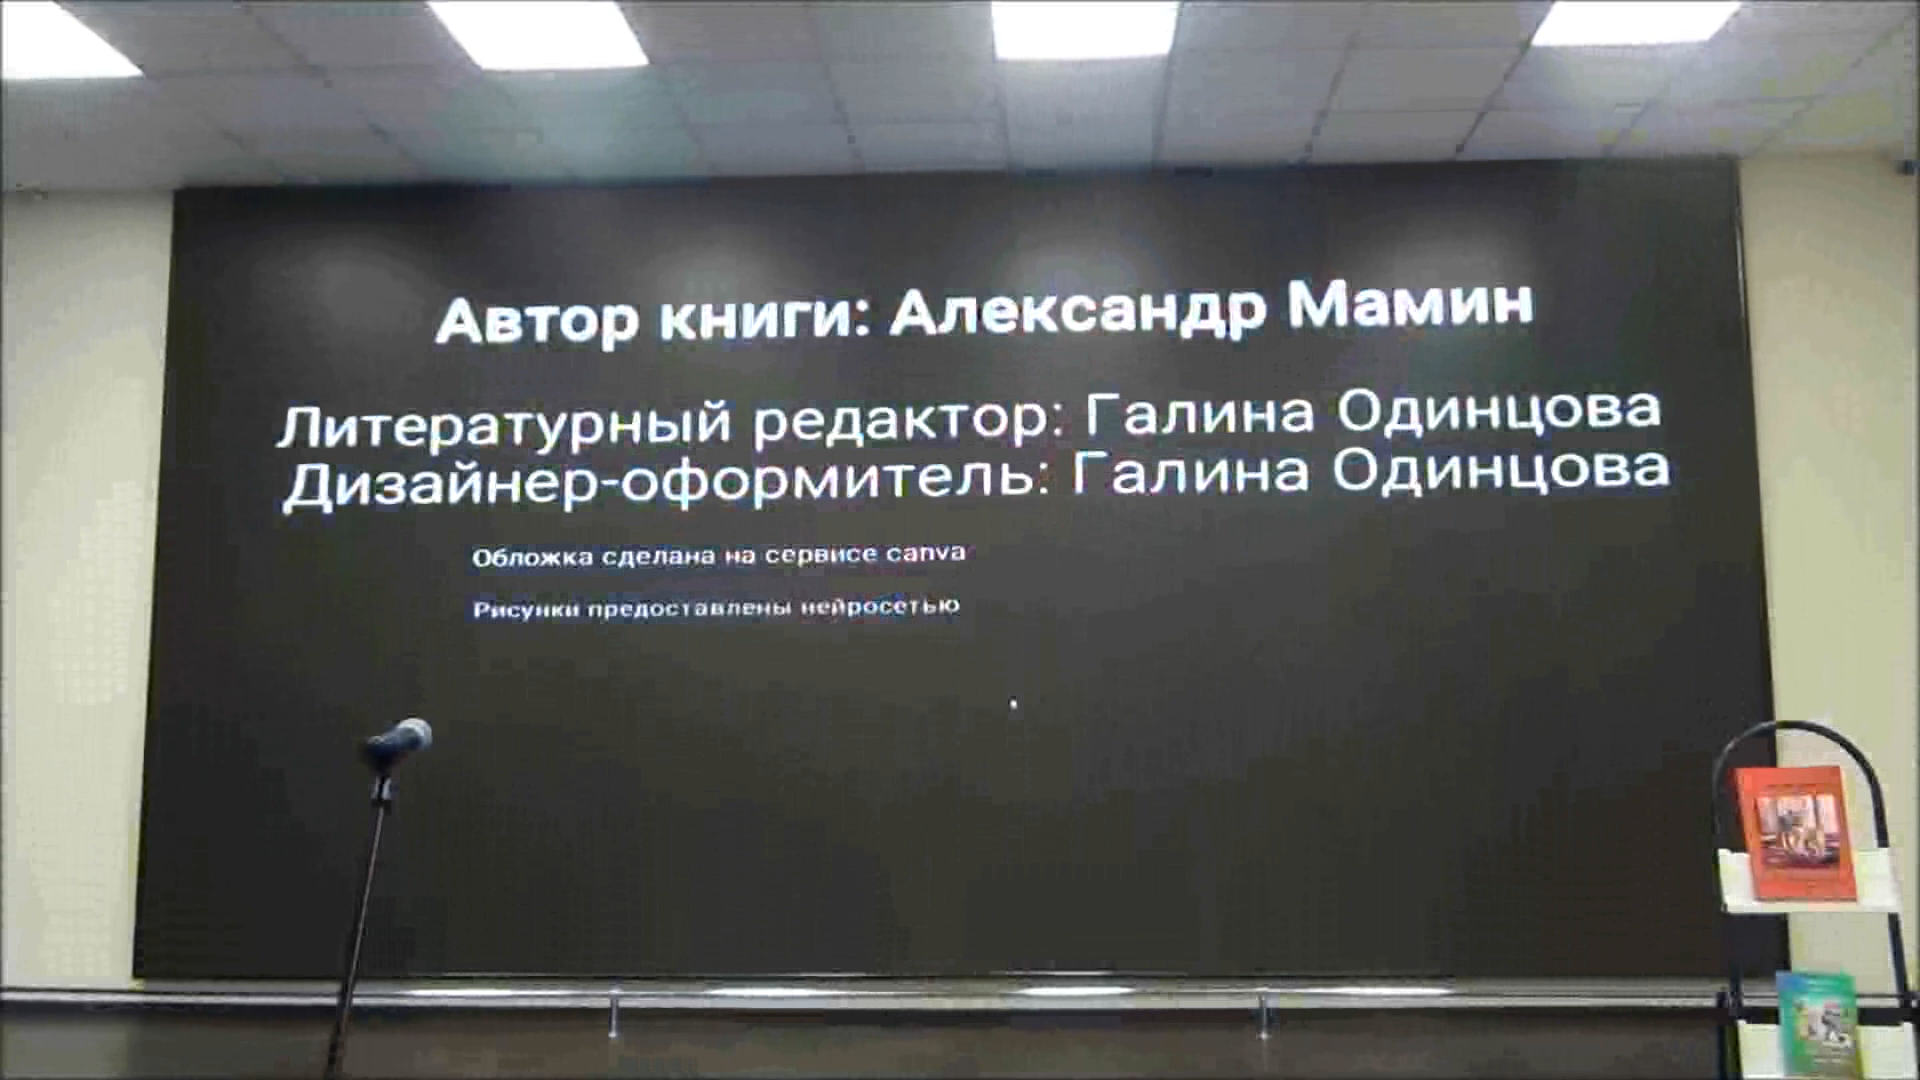 Автор книги: Александр Мамин
Литературный редактор: Галина Одинцова
Дизайнер-оформитель: Галина Одинцова
Обложка сделана на сервисе canva
Рисунки предоставлены нейросетью